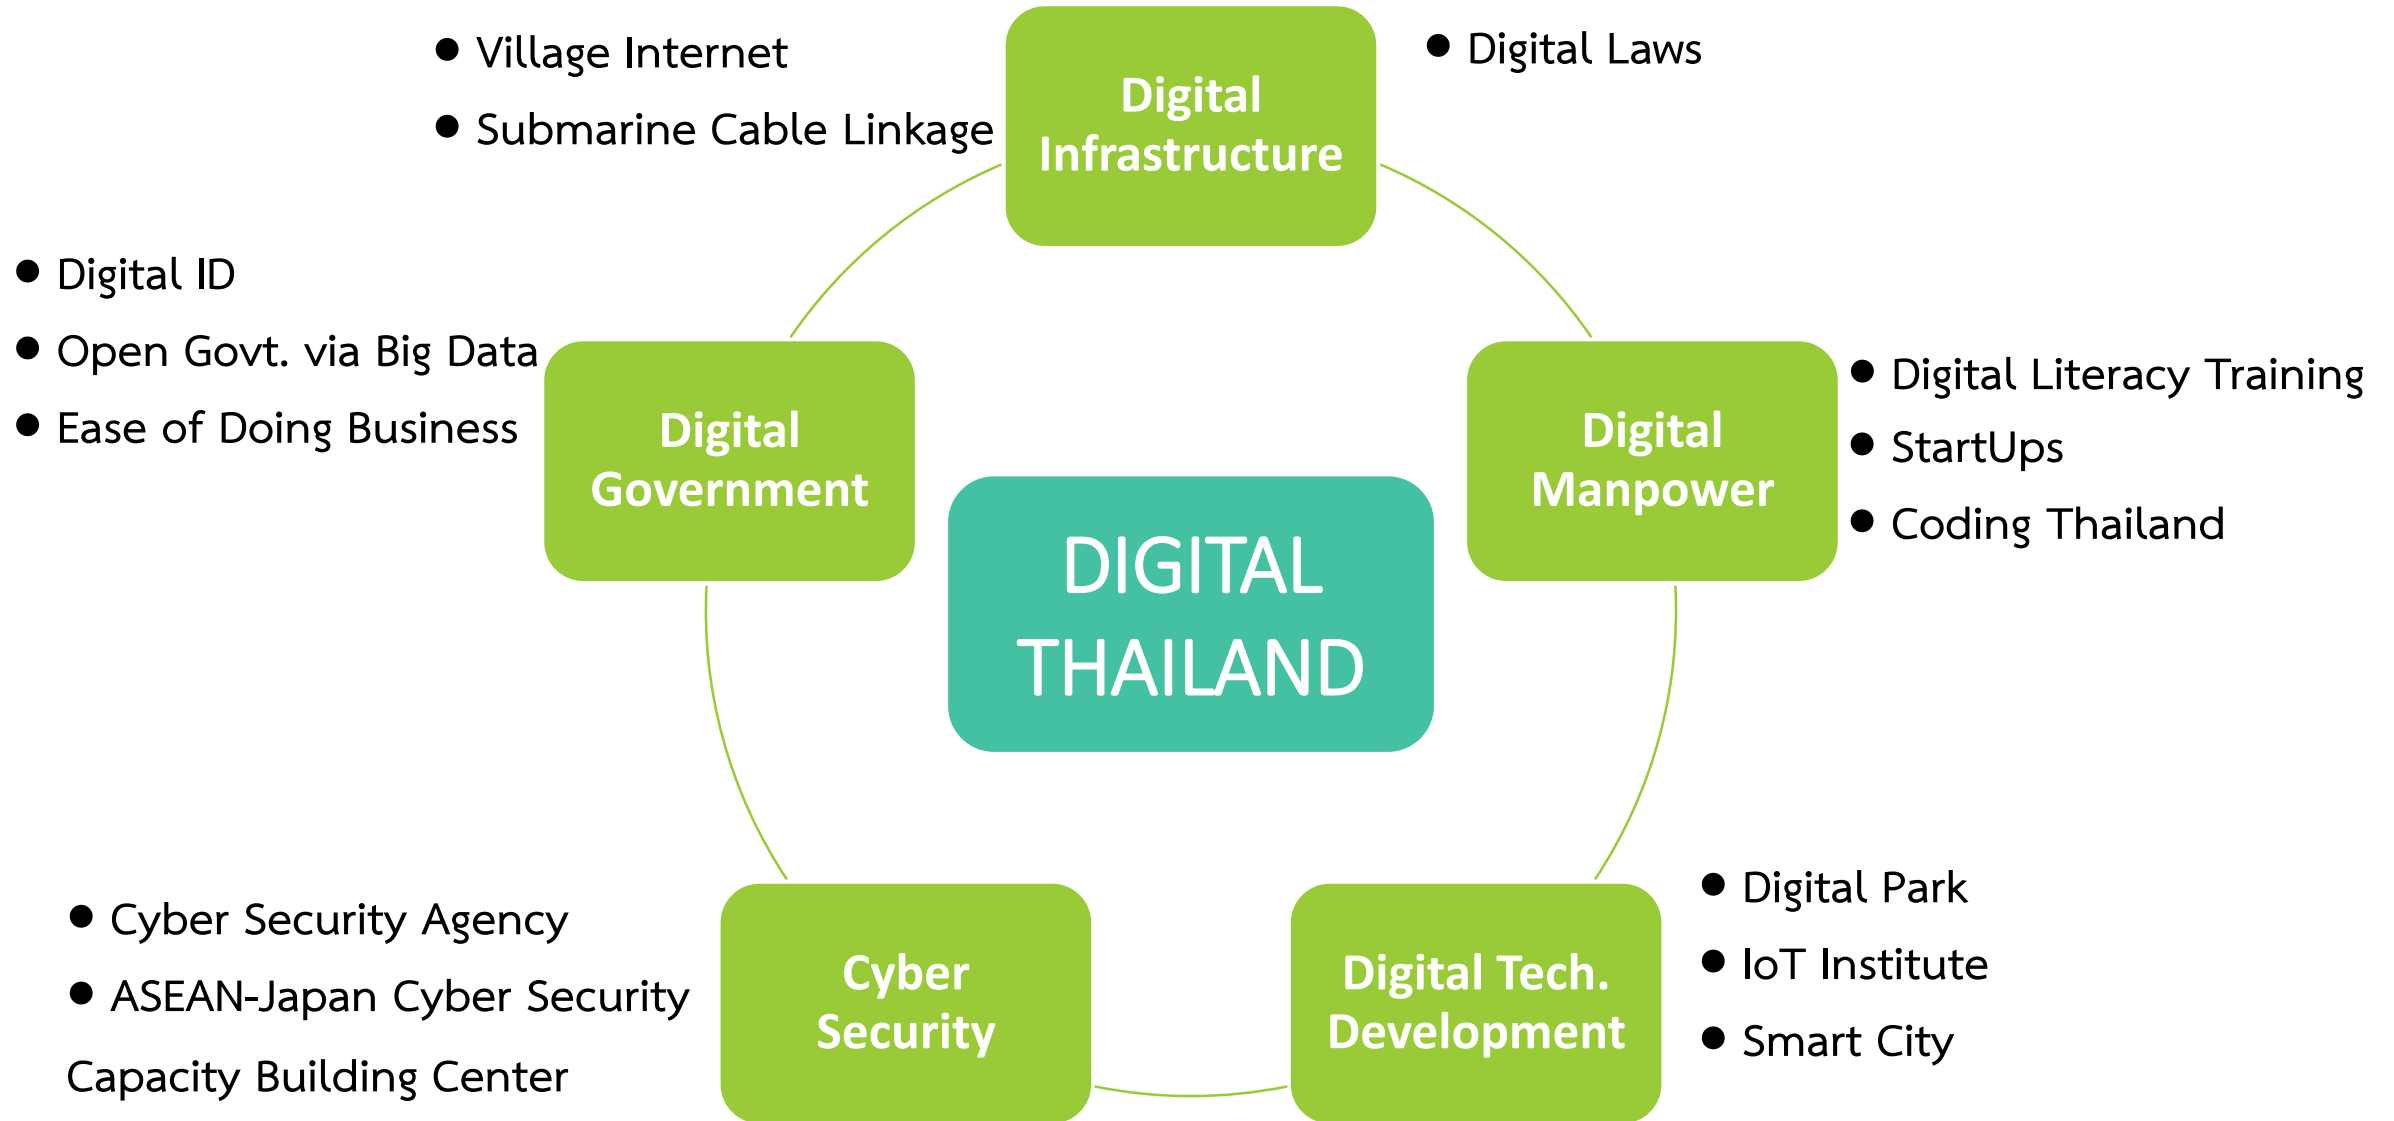 ● Village Internet
● Submarine Cable Linkage
Digital
Infrastructure
● Digital Laws
● Digital ID
● Open Govt. via Big Data
● Ease of Doing Business
Digital
Government
Digital
Manpower
● Digital Literacy Training
● StartUps
● Coding Thailand
DIGITAL
THAILAND
● Cyber Security Agency
● ASEAN-Japan Cyber Security
Capacity Building Center
Cyber
Security
Digital Tech.
Development
● Digital Park
● IoT Institute
● Smart City